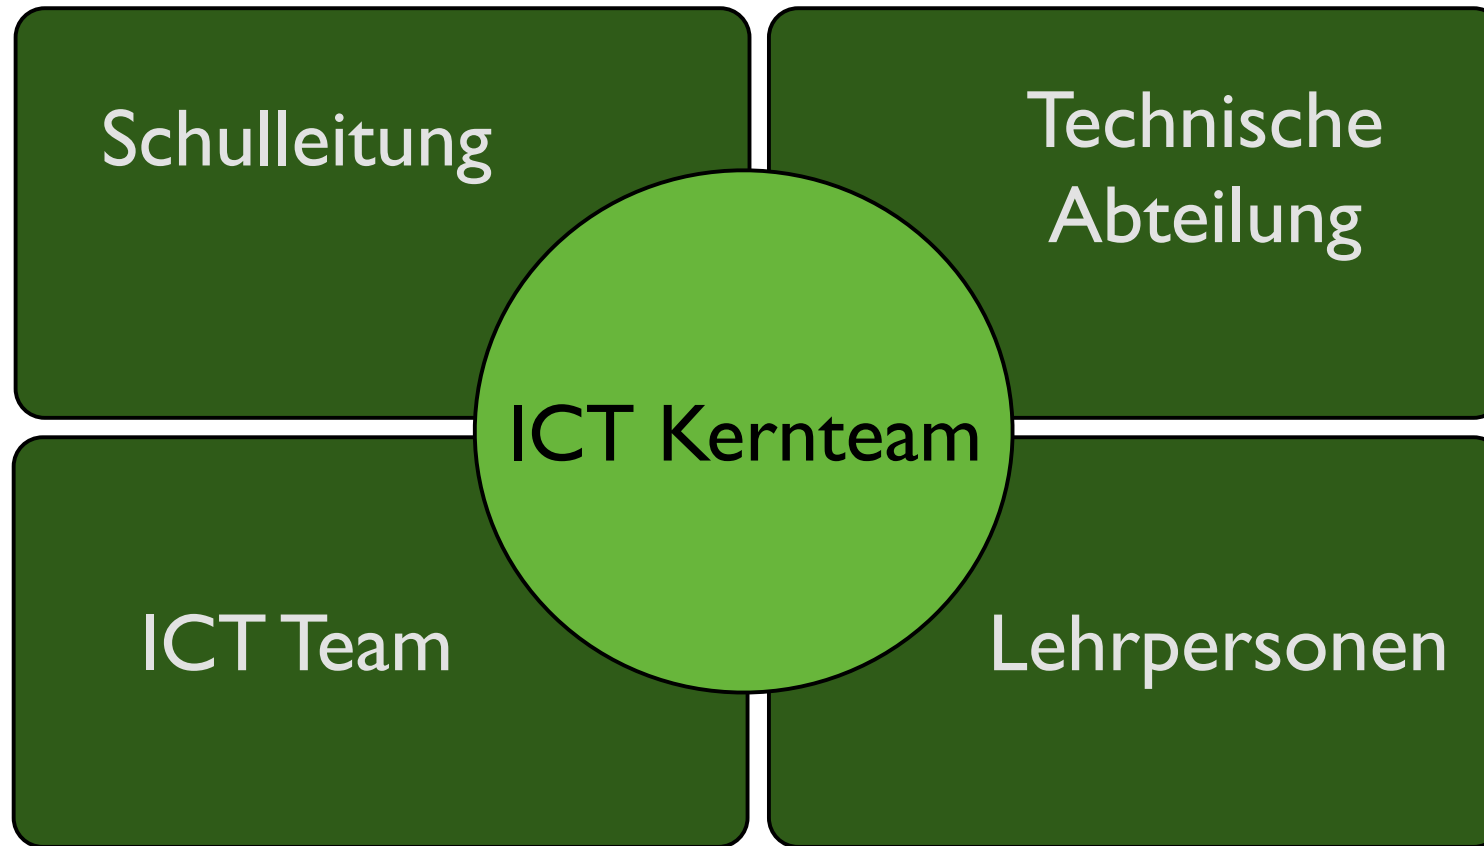 Schulleitung
Technische
Abteilung
ICT Kernteam
ICT Team
Lehrpersonen